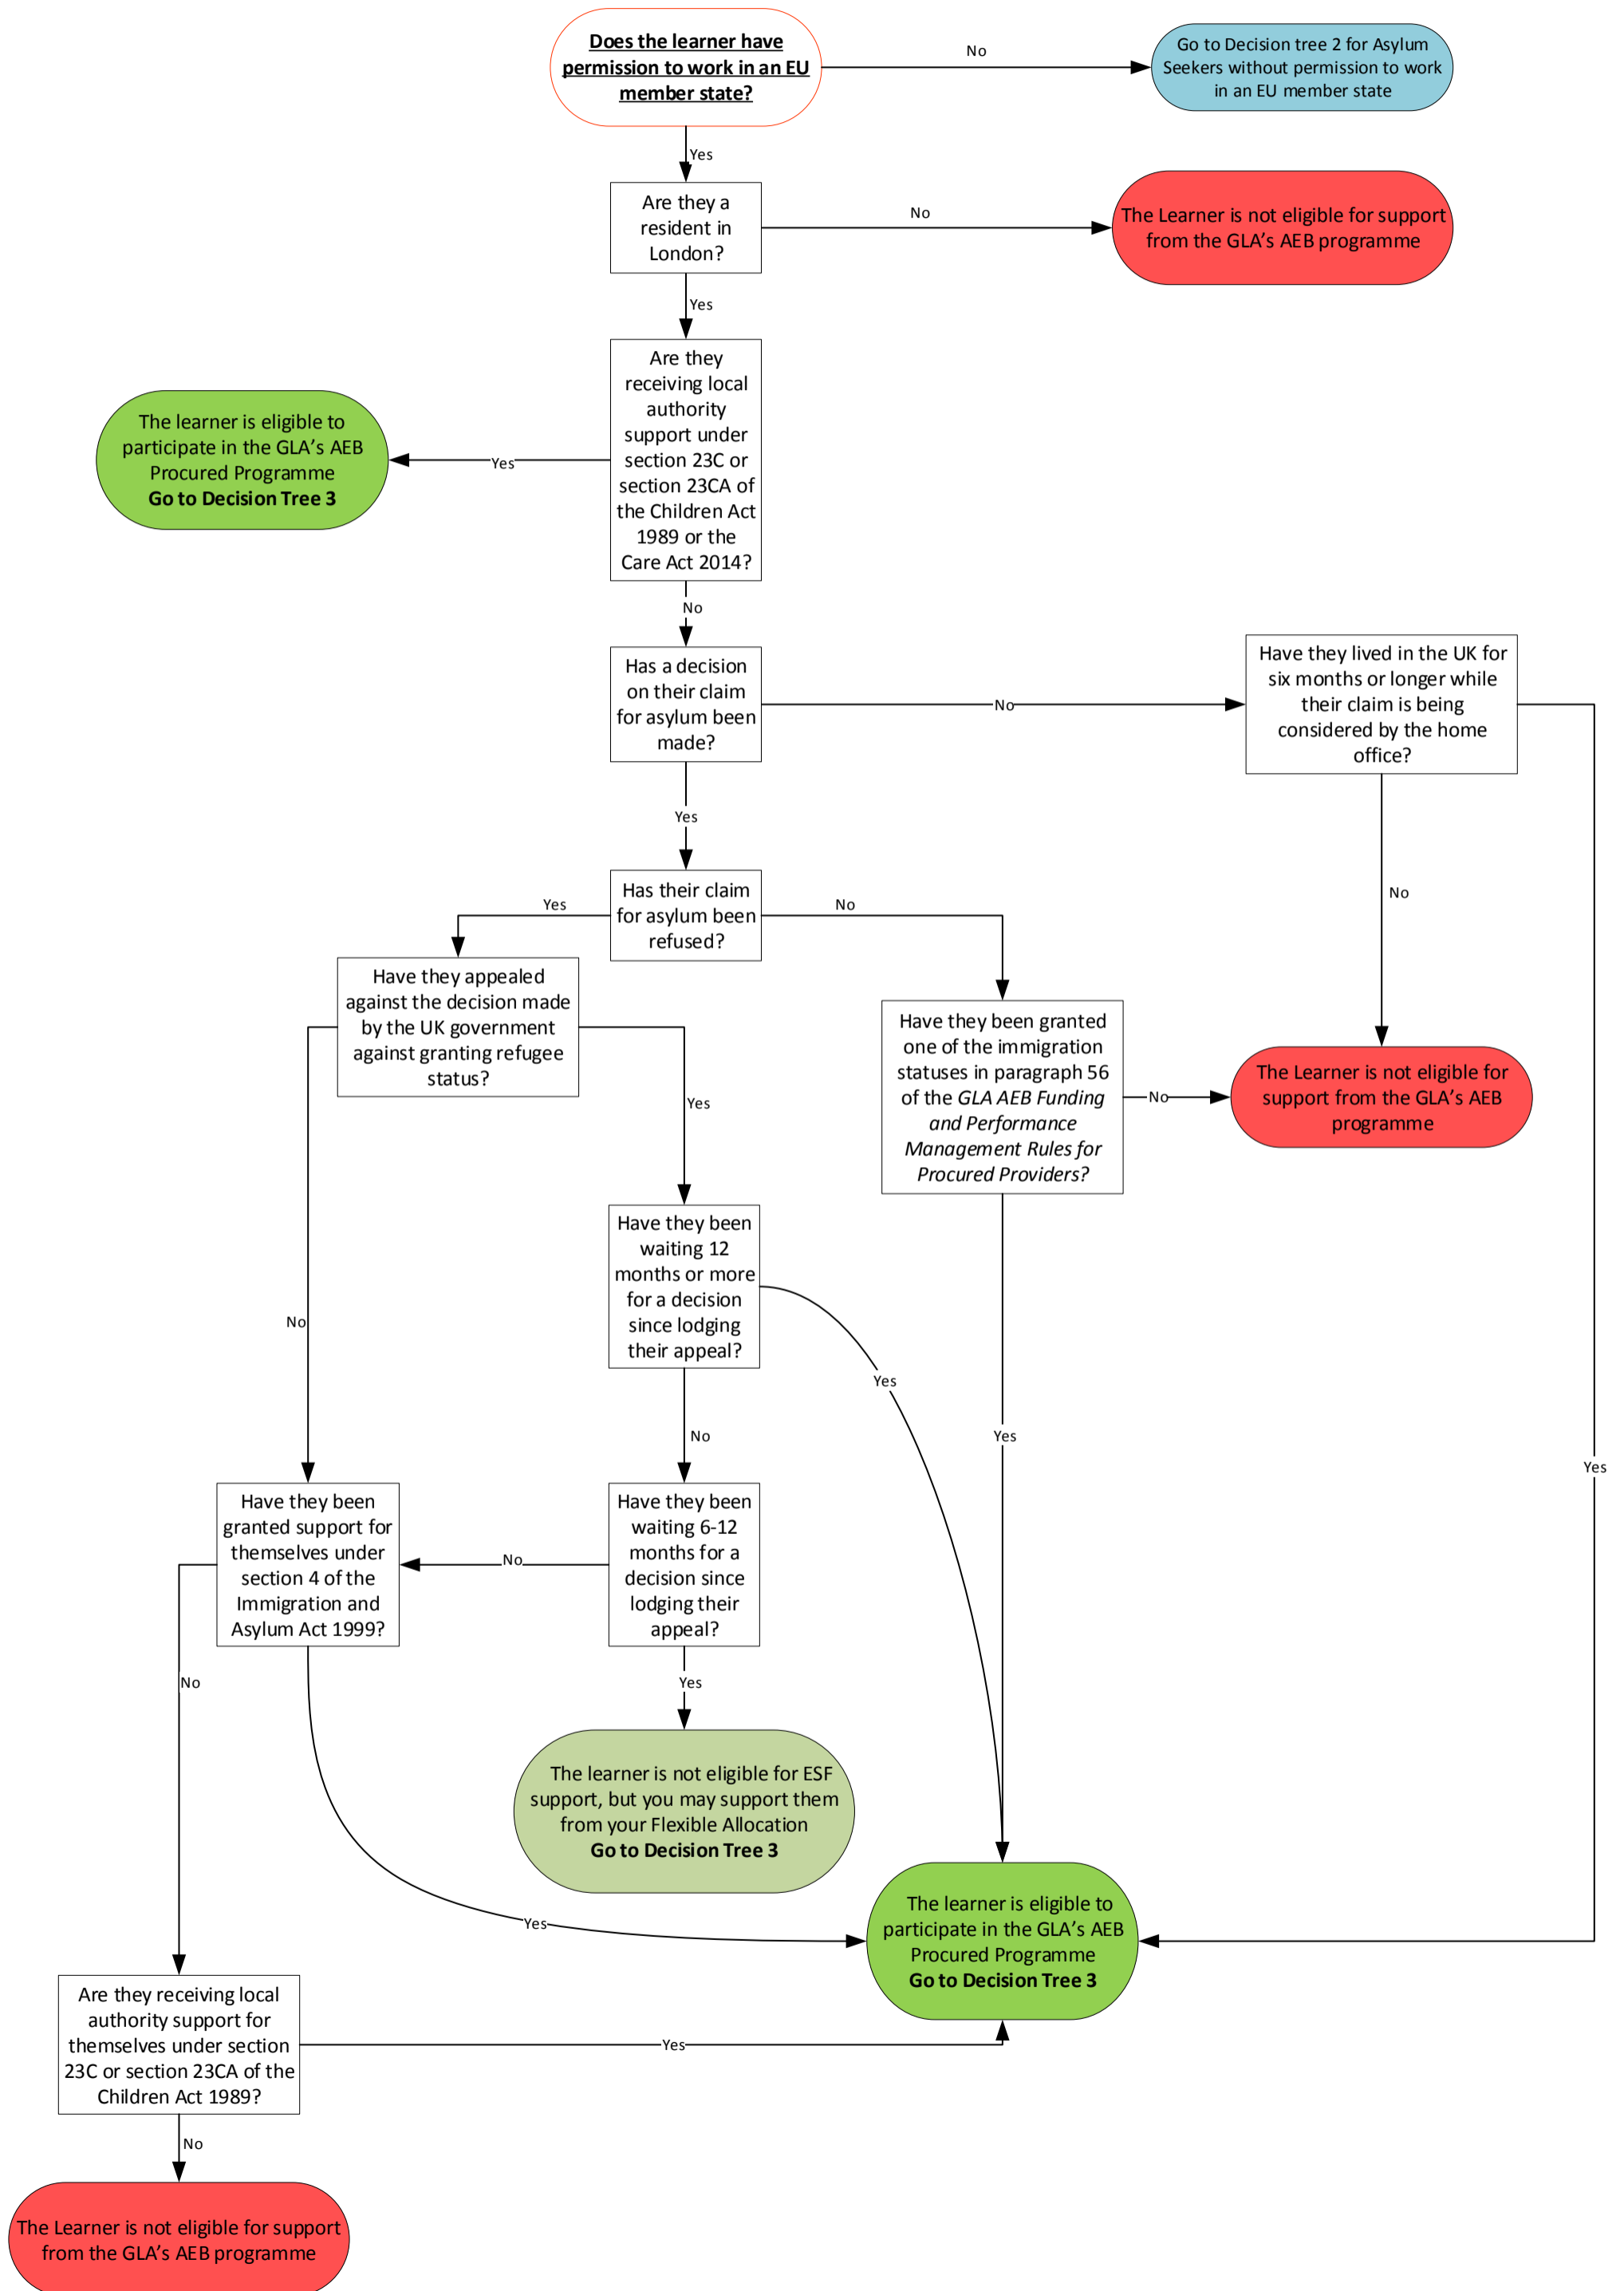 Does the learner have
permission to work in an EU
member state?
No
Go to Decision tree 2 for Asylum
Seekers without permission to work
in an EU member state
Yes
Are they a
resident in
London?
No
The Learner is not eligible for support
from the GLA’s AEB programme
Yes
Are they
receiving local
authority
support under
section 23C or
section 23CA of
the Children Act
1989 or the
Care Act 2014?
Yes
The learner is eligible to
participate in the GLA’s AEB
Procured Programme
Go to Decision Tree 3
No
Has a decision
on their claim
for asylum been
made?
No
Have they lived in the UK for
six months or longer while
their claim is being
considered by the home
office?
Yes
No
Has their claim
for asylum been
refused?
Yes
No
Have they appealed
against the decision made
by the UK government
against granting refugee
status?
Have they been granted
one of the immigration
statuses in paragraph 56
of the GLA AEB Funding
and Performance
Management Rules for
Procured Providers?
No
The Learner is not eligible for
support from the GLA’s AEB
programme
Yes
Have they been
waiting 12
months or more
for a decision
since lodging
their appeal?
No
Yes
No
Yes
Yes
Have they been
granted support for
themselves under
section 4 of the
Immigration and
Asylum Act 1999?
No
Have they been
waiting 6-12
months for a
decision since
lodging their
appeal?
No
Yes
The learner is not eligible for ESF
support, but you may support them
from your Flexible Allocation
Go to Decision Tree 3
Yes
The learner is eligible to
participate in the GLA’s AEB
Procured Programme
Go to Decision Tree 3
Are they receiving local
authority support for
themselves under section
23C or section 23CA of the
Children Act 1989?
Yes
No
The Learner is not eligible for support
from the GLA’s AEB programme